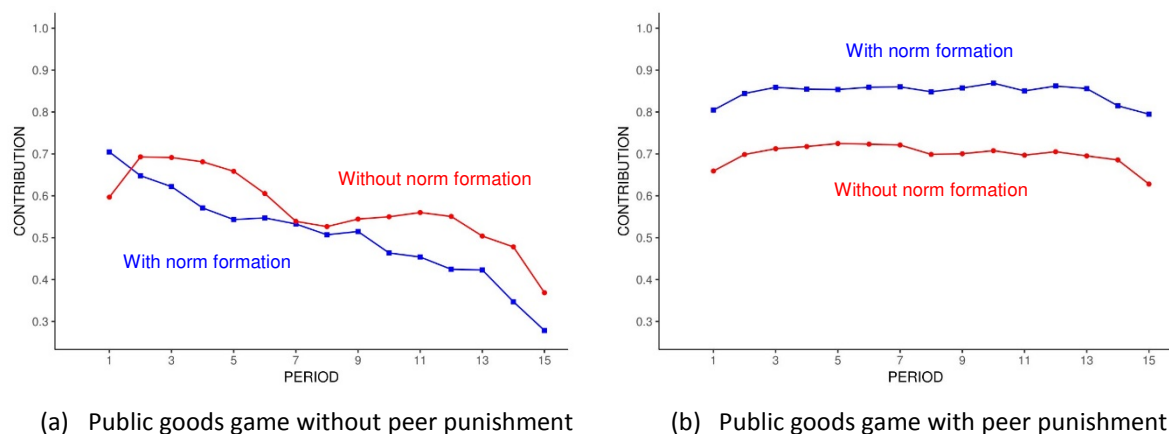 1.0
0.9
0.8
0.7
0.6
0.5
0.4
0.3
CONTRIBUTION
Without norm formation
With norm formation
1 3 5 7 9 11 13 15
PERIOD
(a) Public goods game without peer punishment
1.0
0.9
0.8
0.7
0.6
0.5
0.4
0.3
CONTRIBUTION
With norm formation
Without norm formation
1 3 5 7 9 11 13 15
PERIOD
(b) Public goods game with peer punishment